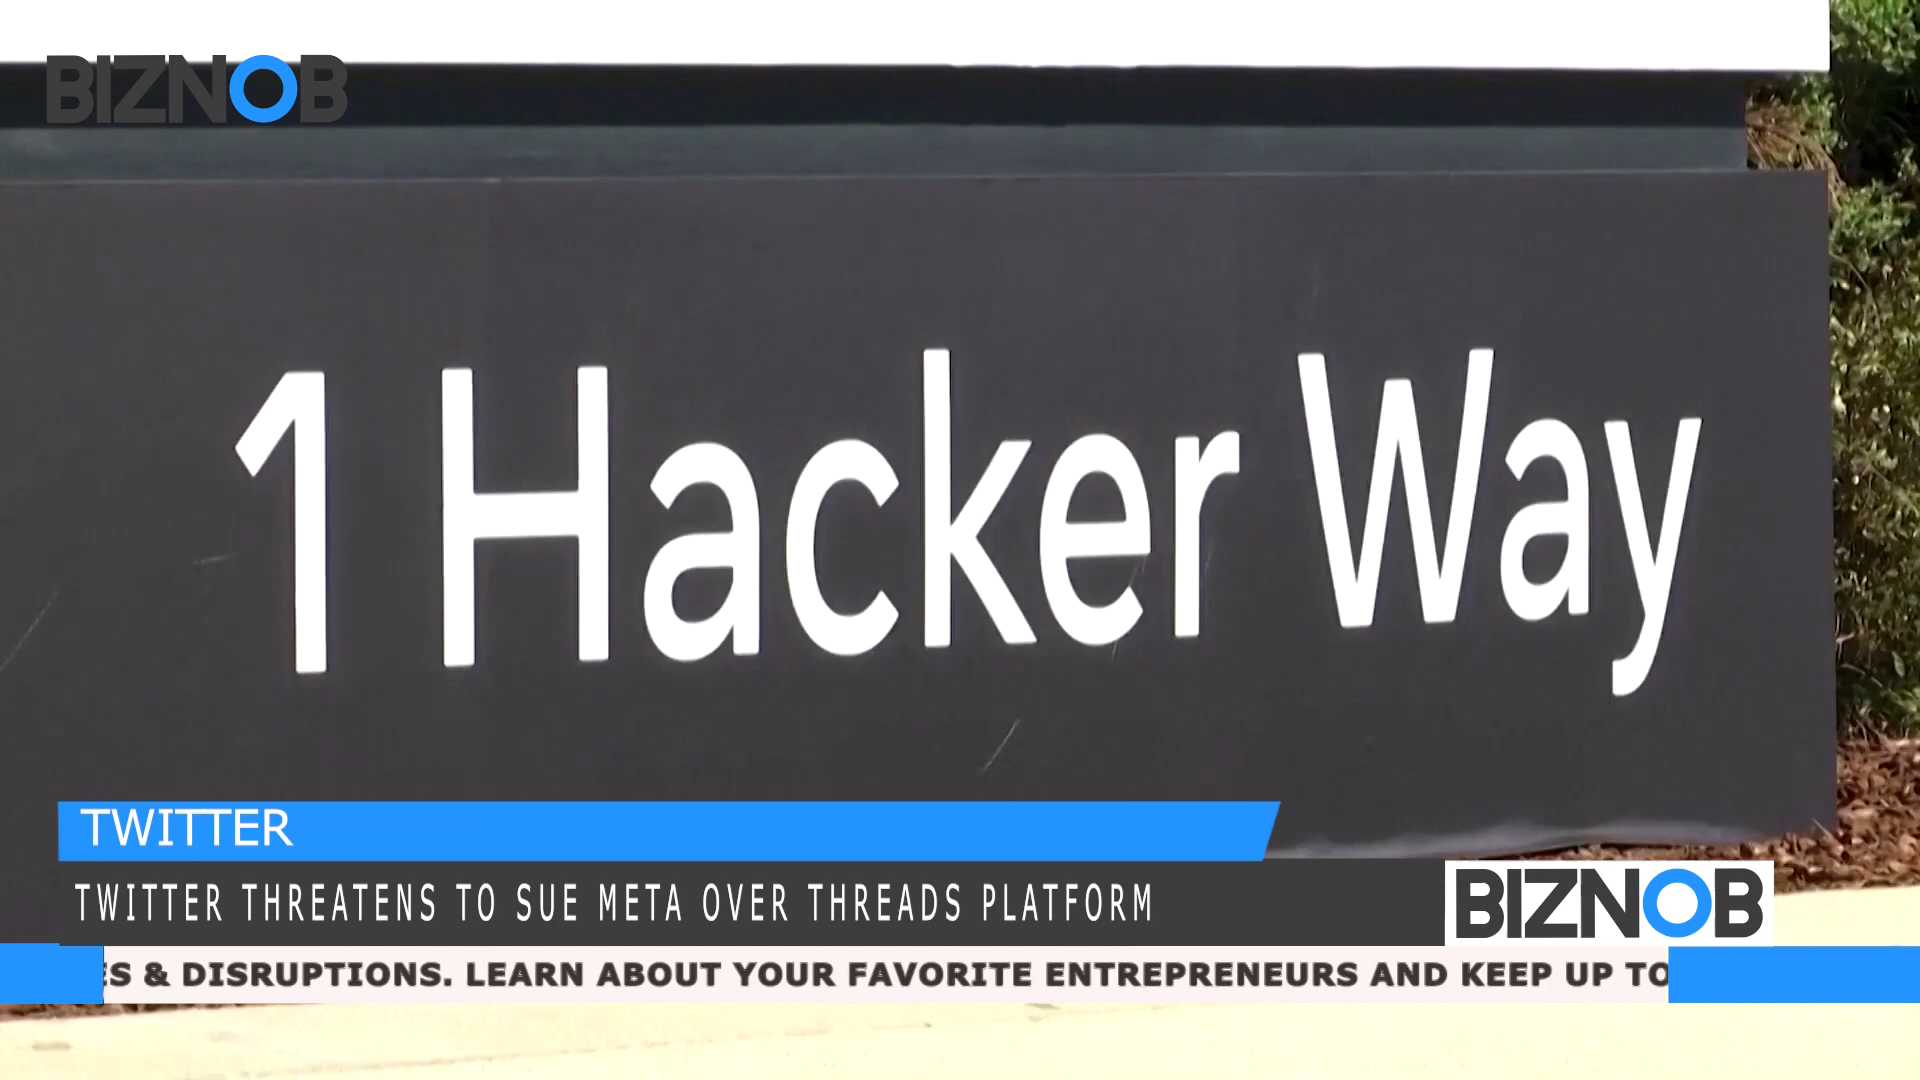 BIZNOB
1 Hacker Way
TWITTER
TWITTER THREATENS TO SUE META OVER THREADS PLATFORM
BIZNOB
ES & DISRUPTIONS. LEARN ABOUT YOUR FAVORITE ENTREPRENEURS AND KEEP UP TO